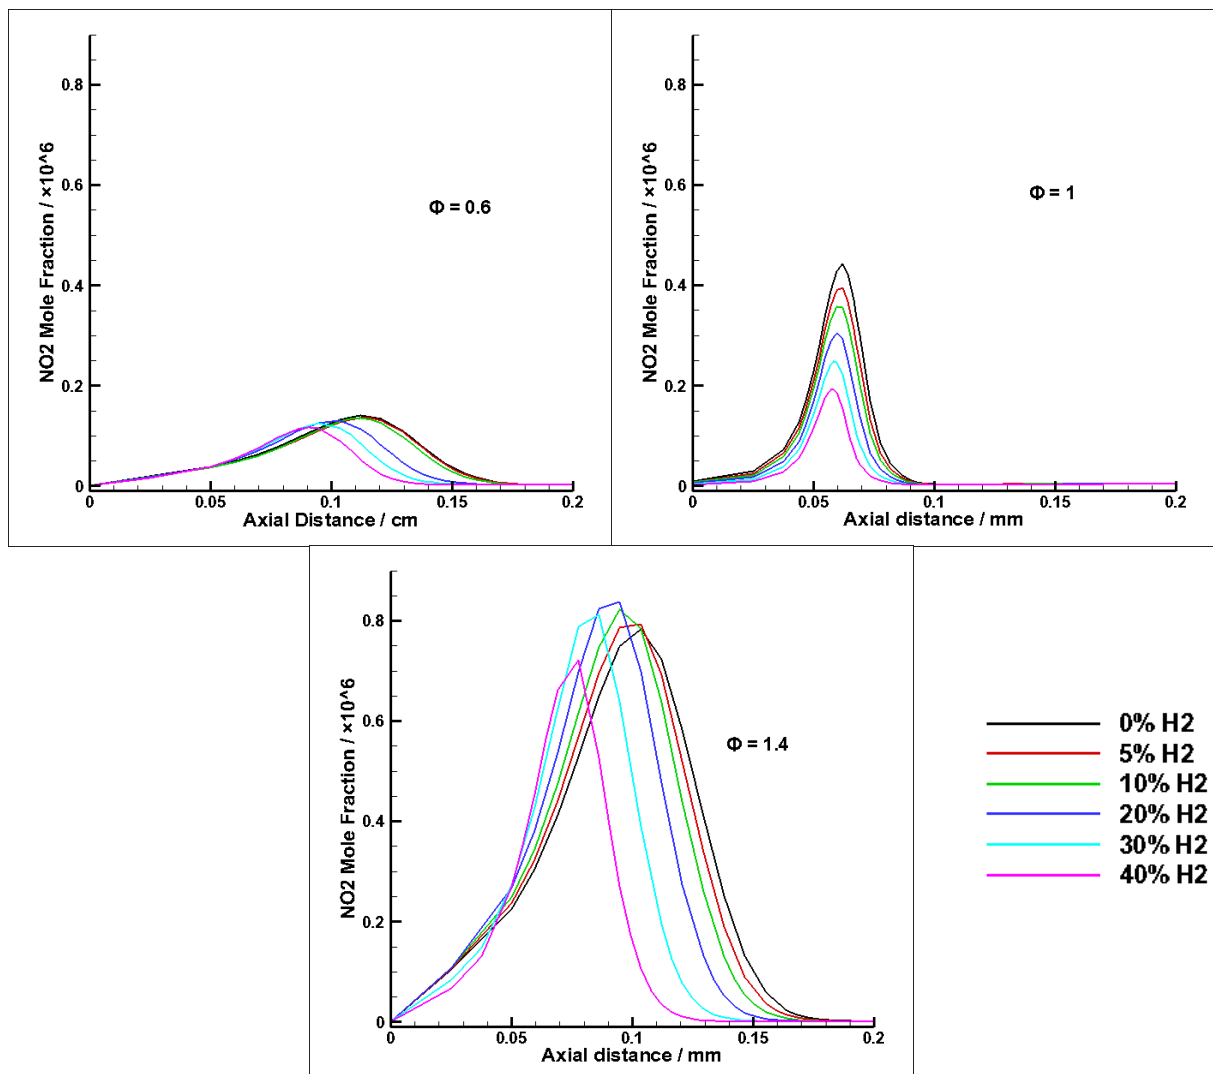 NO2 Mole Fraction / ×10^6
0.8
0.6
0.4
0.2
0
Φ = 0.6
0 0.05 0.1 0.15 0.2
Axial Distance / cm
NO2 Mole Fraction / ×10^6
0.8
0.6
0.4
0.2
0
Φ = 1
0 0.05 0.1 0.15 0.2
Axial distance / mm
NO2 Mole Fraction / ×10^6
0.8
0.6
0.4
0.2
0
Φ = 1.4
0 0.05 0.1 0.15 0.2
Axial distance / mm
0% H2
5% H2
10% H2
20% H2
30% H2
40% H2